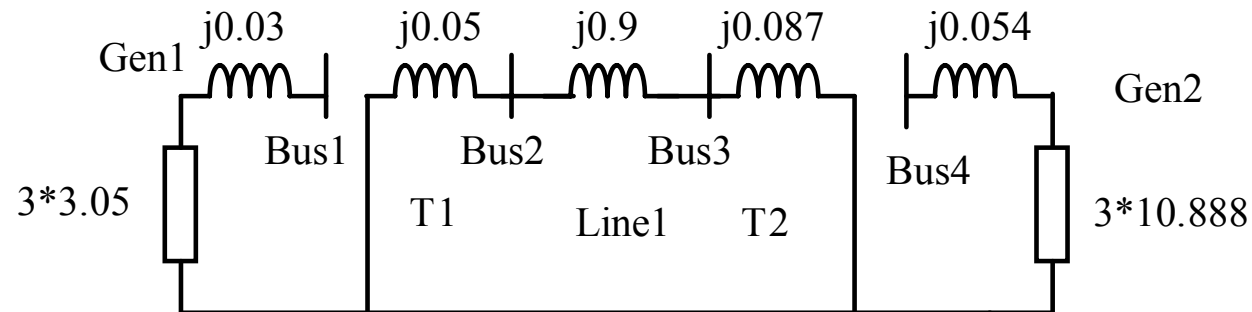 j0.03
j0.05
j0.9
j0.087
j0.054
Gen1
Gen2
Bus1
Bus2
Bus3
Bus4
3*3.05
T1
Line1
T2
3*10.888